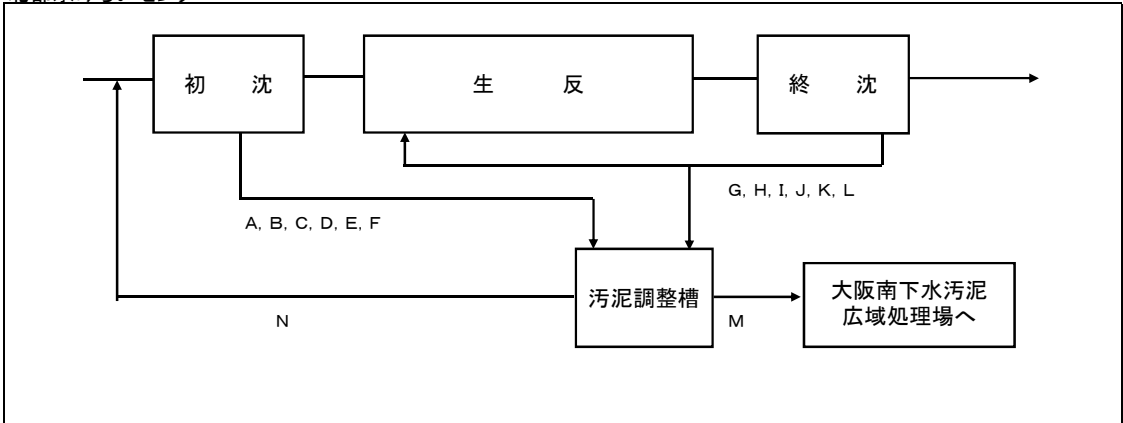 初　沈
生　反
終　沈
G, H, I, J, K, L
A, B, C, D, E, F
汚泥調整槽
大阪南下水汚泥
広域処理場へ
N
M